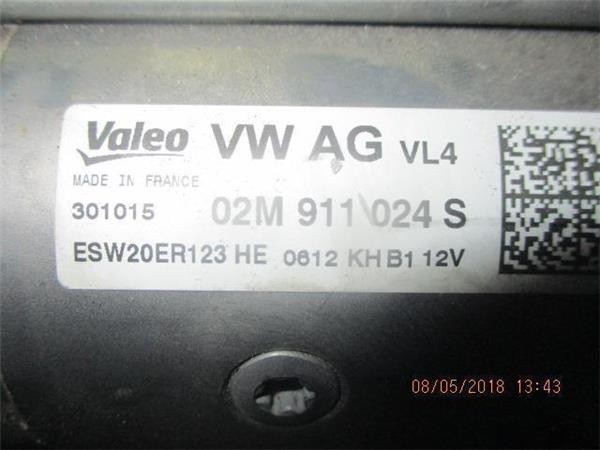 Valeo VW AG VL4
MADE IN FRANCE
301015 02M 911 024 S
ESW20ER123 HE 0612 KH B1 12V
08/05/2018 13:43